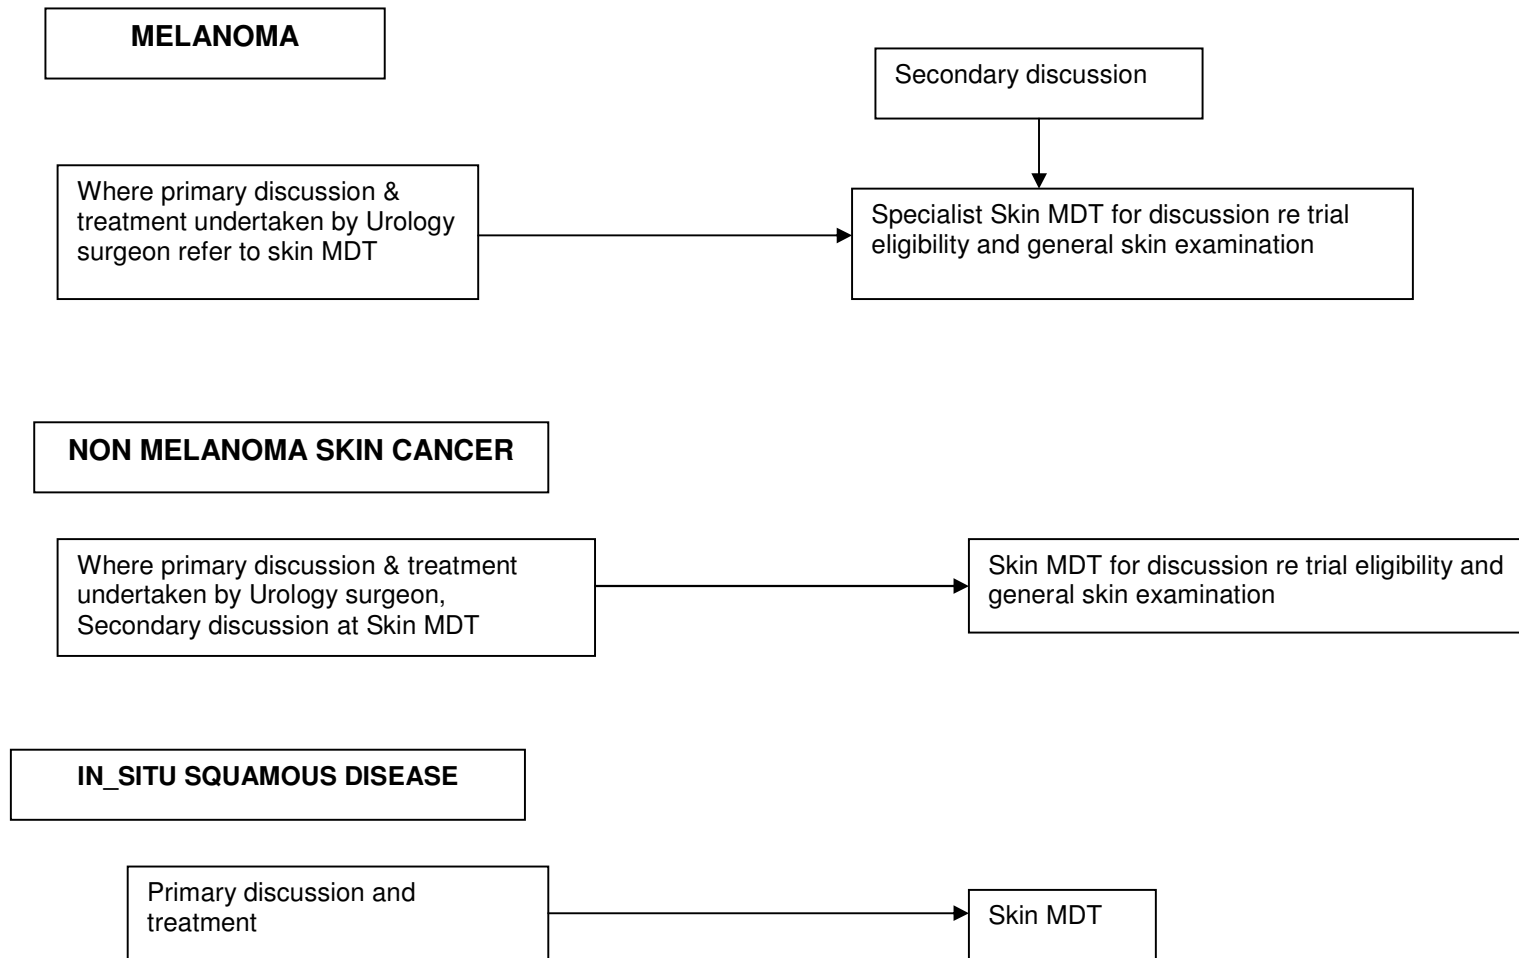 MELANOMA
Secondary discussion
Where primary discussion &
treatment undertaken by Urology
surgeon refer to skin MDT
Specialist Skin MDT for discussion re trial
eligibility and general skin examination
NON MELANOMA SKIN CANCER
Where primary discussion & treatment
undertaken by Urology surgeon,
Secondary discussion at Skin MDT
Skin MDT for discussion re trial eligibility and
general skin examination
IN_SITU SQUAMOUS DISEASE
Primary discussion and
treatment
Skin MDT